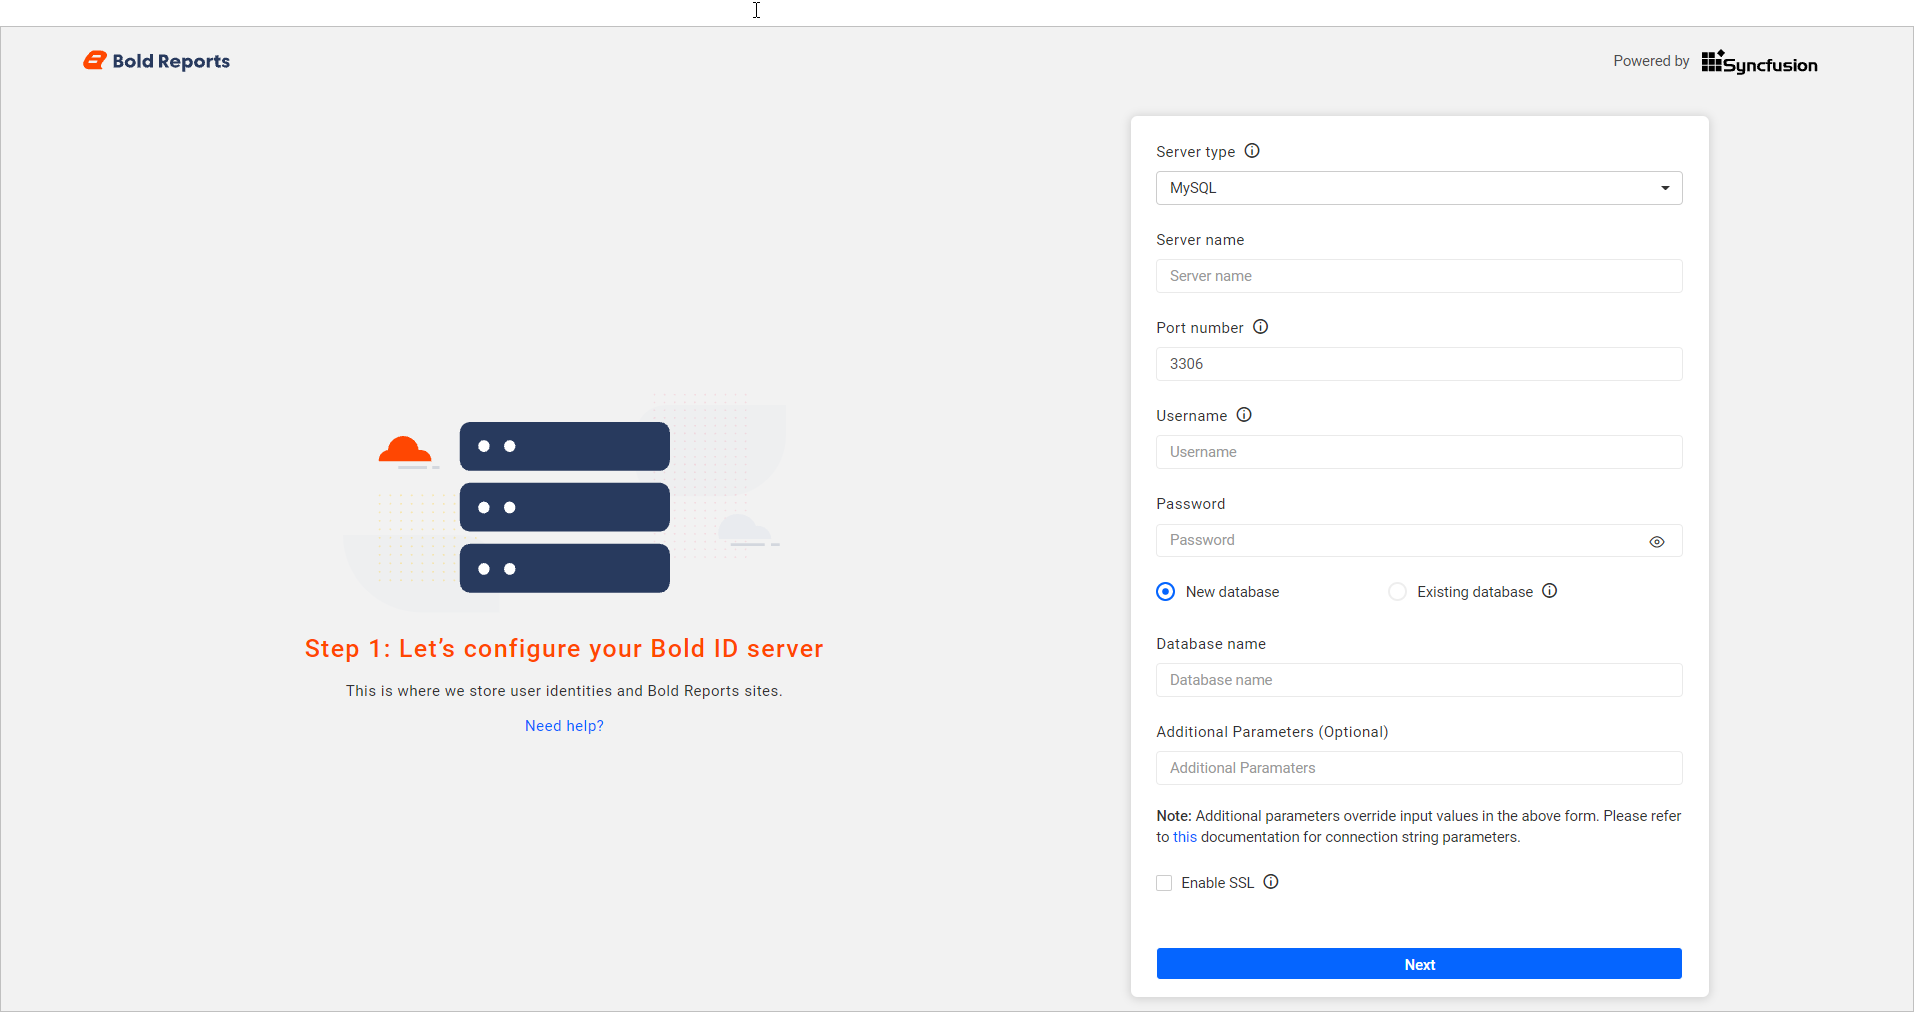 Bold Reports
Powered by Syncfusion
Step 1: Let’s configure your Bold ID server
This is where we store user identities and Bold Reports sites.
Need help?
Server type
MySQL
Server name
Server name
Port number
3306
Username
Username
Password
Password
New database
Existing database
Database name
Database name
Additional Parameters (Optional)
Additional Paramaters
Note: Additional parameters override input values in the above form. Please refer
to this documentation for connection string parameters.
Enable SSL
Next